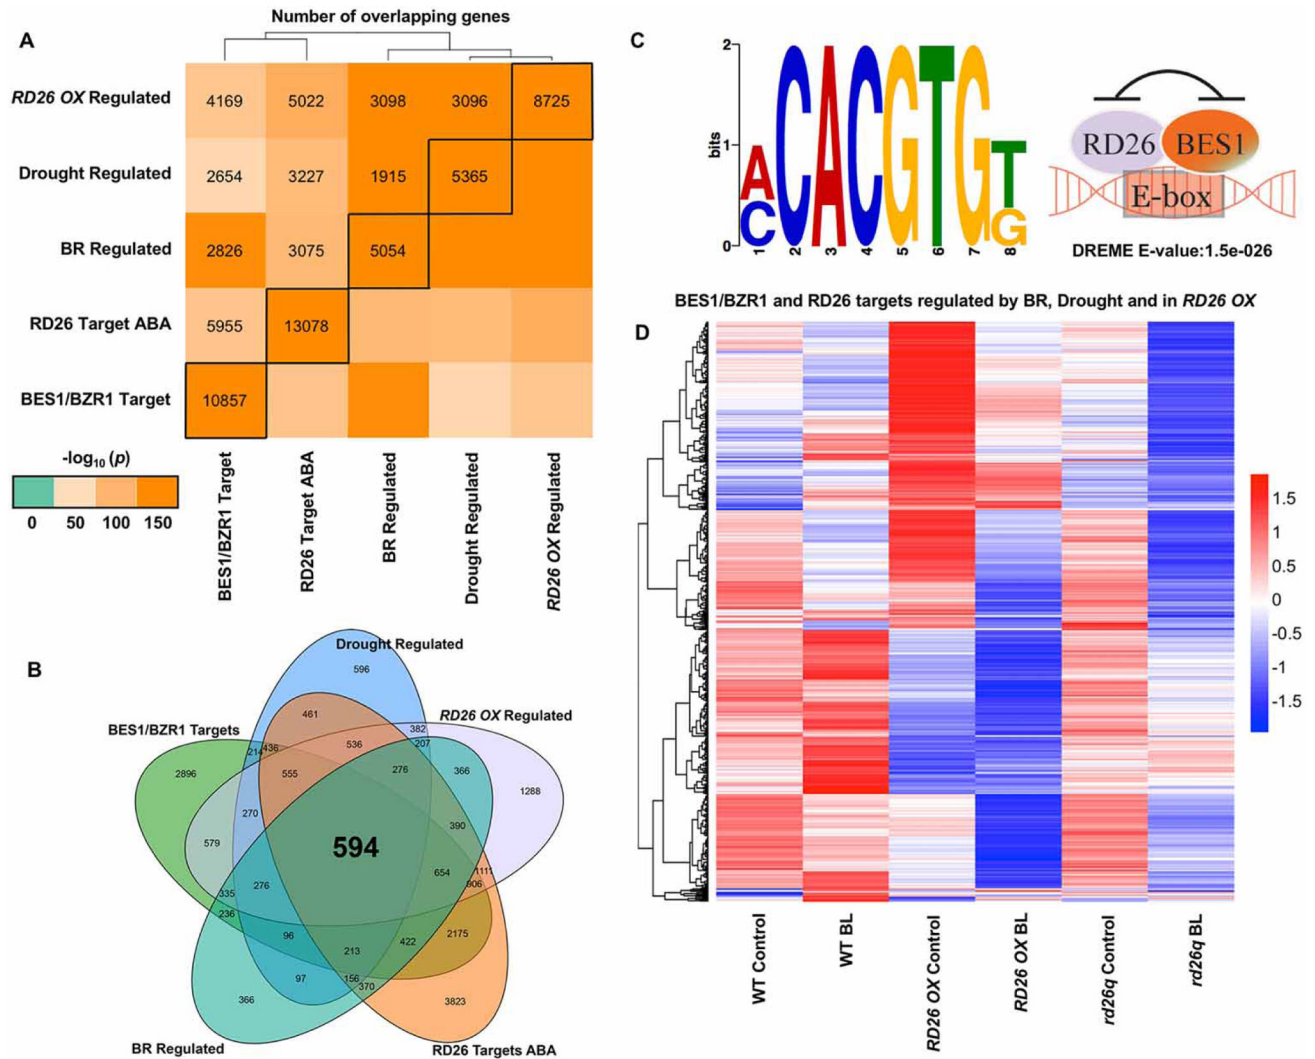 Number of overlapping genes
A
RD26 OX Regulated
4169 5022 3098 3096 8725
Drought Regulated
2654 3227 1915 5365
BR Regulated
2826 3075 5054
RD26 Target ABA
5955 13078
BES1/BZR1 Target
10857
-log10 (p)
0 50 100 150
BES1/BZR1 Target
RD26 Target ABA
BR Regulated
Drought Regulated
RD26 OX Regulated
B
Drought Regulated
596
RD26 OX Regulated
BES1/BZR1 Targets
461
382
207
214
436
536
2896
555
276
366
1288
270
390
579
594
654
1111
906
276
335
236
96
213
422
2175
97
156
370
366
3823
BR Regulated
RD26 Targets ABA
C
2
1
0
bits
A
C
C
A
C
G
T
G
T
G
1 2 3 4 5 6 7 8
RD26 BES1
E-box
DREME E-value:1.5e-026
BES1/BZR1 and RD26 targets regulated by BR, Drought and in RD26 OX
D
1.5
1
0.5
0
-0.5
-1
-1.5
WT Control
WT BL
RD26 OX Control
RD26 OX BL
rd26q Control
rd26q BL